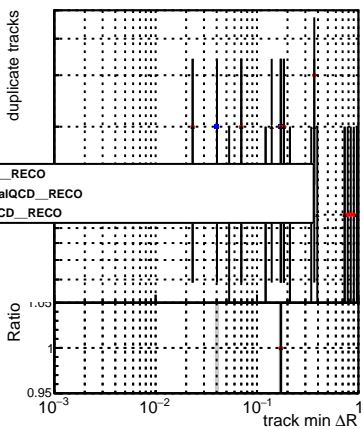 duplicate tracks
__RECO
alQCD__RECO
CD__RECO
1.05
Ratio
1
0.95
10⁻³ 10⁻² 10⁻¹ 1
track min ΔR